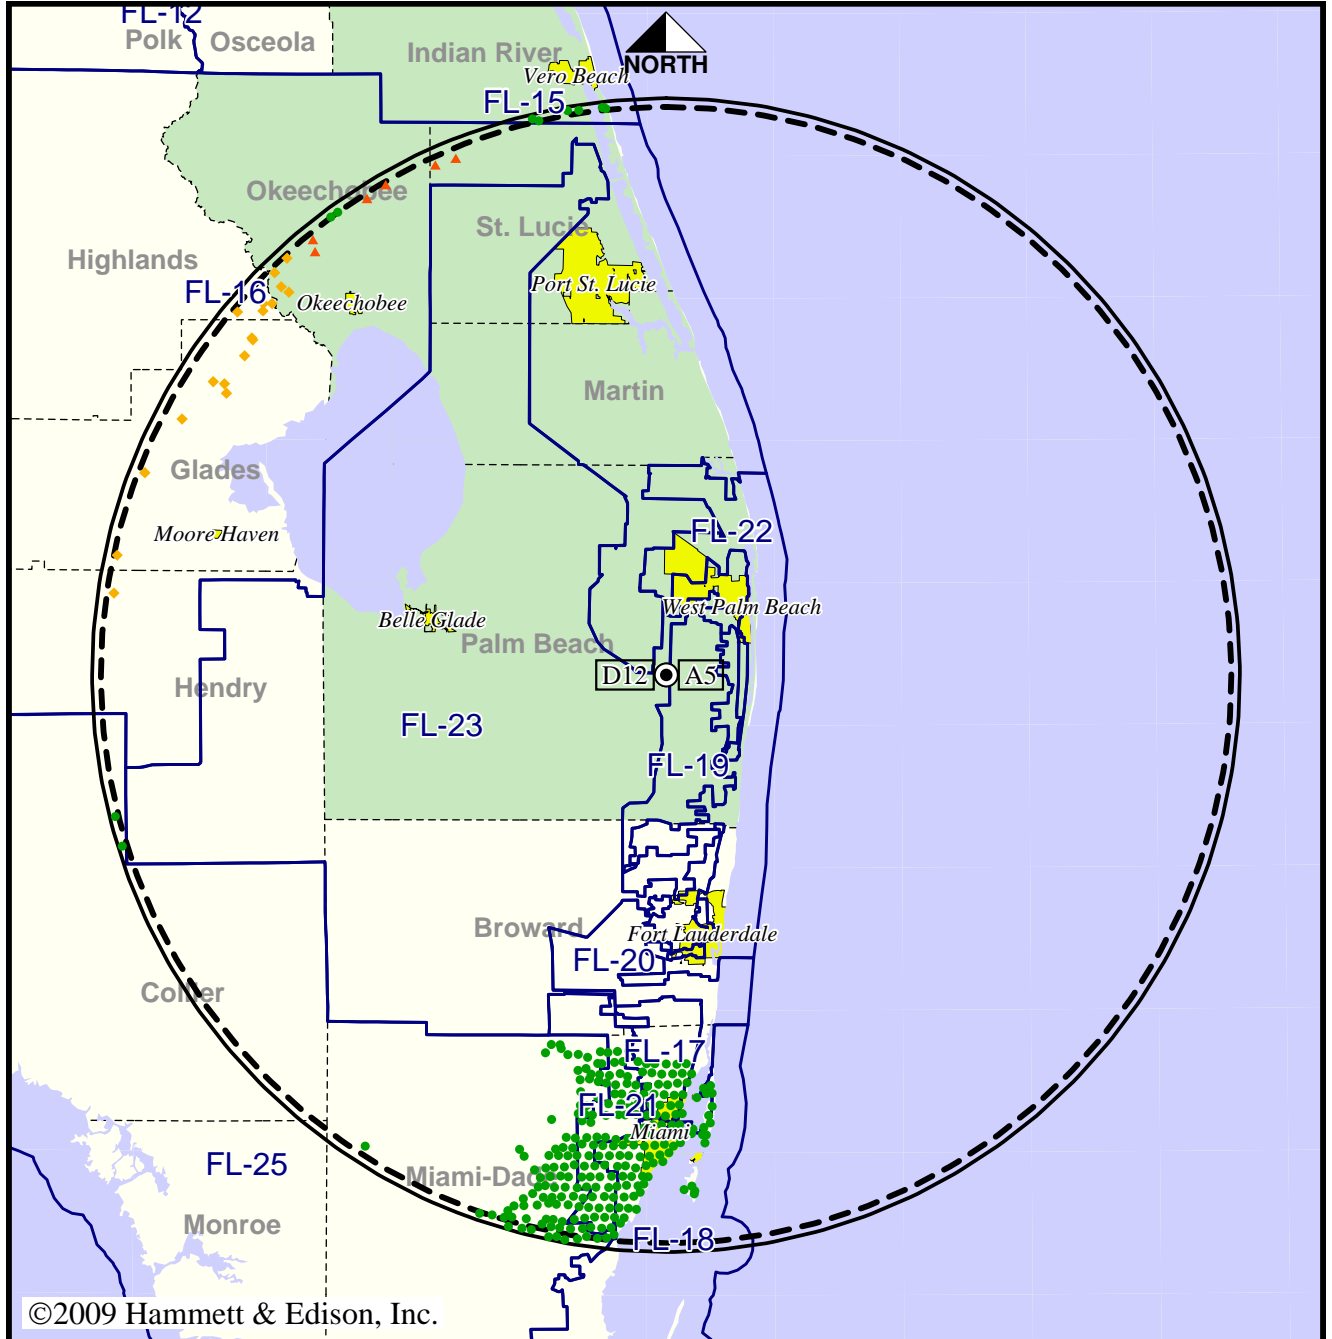 FL-12
Polk
Osceola
Indian River
NORTH
Vero Beach
FL-15
Okeechobee
St. Lucie
Highlands
FL-16
Okeechobee
Port St. Lucie
Martin
Glades
Moore Haven
FL-22
West Palm Beach
Belle Glade
Palm Beach
D12
A5
Hendry
FL-23
FL-19
Broward
Fort Lauderdale
FL-20
Collier
FL-17
FL-21
Miami
FL-25
Miami-Dade
Monroe
FL-18
©2009 Hammett & Edison, Inc.